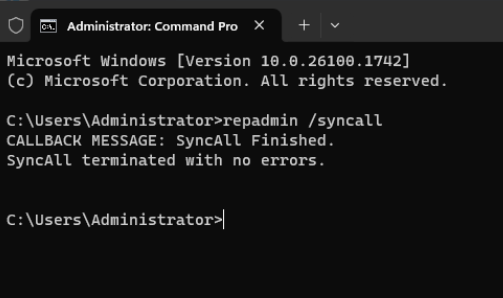 Administrator: Command Pro
Microsoft Windows [Version 10.0.26100.1742]
(c) Microsoft Corporation. All rights reserved.
C:\Users\Administrator>repadmin /syncall
CALLBACK MESSAGE: SyncAll Finished.
SyncAll terminated with no errors.
C:\Users\Administrator>